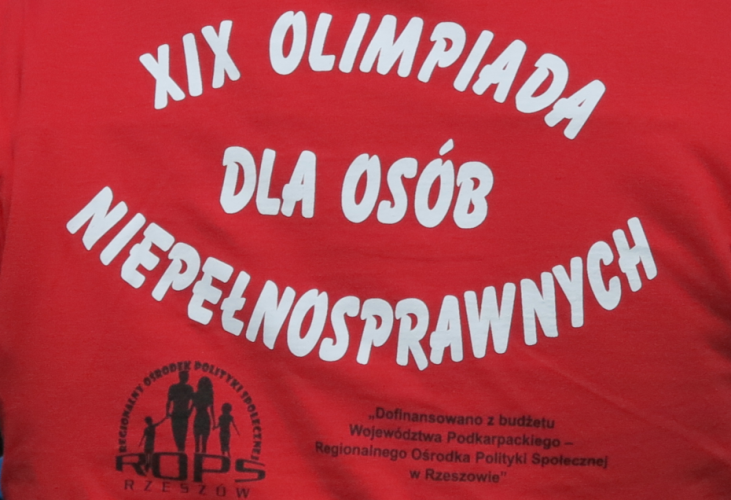 XIX OLIMPIADA
DLA OSÓB
NIEPEŁNOSPRAWNYCH
REGIONALNY OŚRODEK POLITYKI SPOŁECZNEJ
ROPS
RZESZÓW
„Dofinansowano z budżetu
Województwa Podkarpackiego –
Regionalnego Ośrodka Polityki Społecznej
w Rzeszowie"